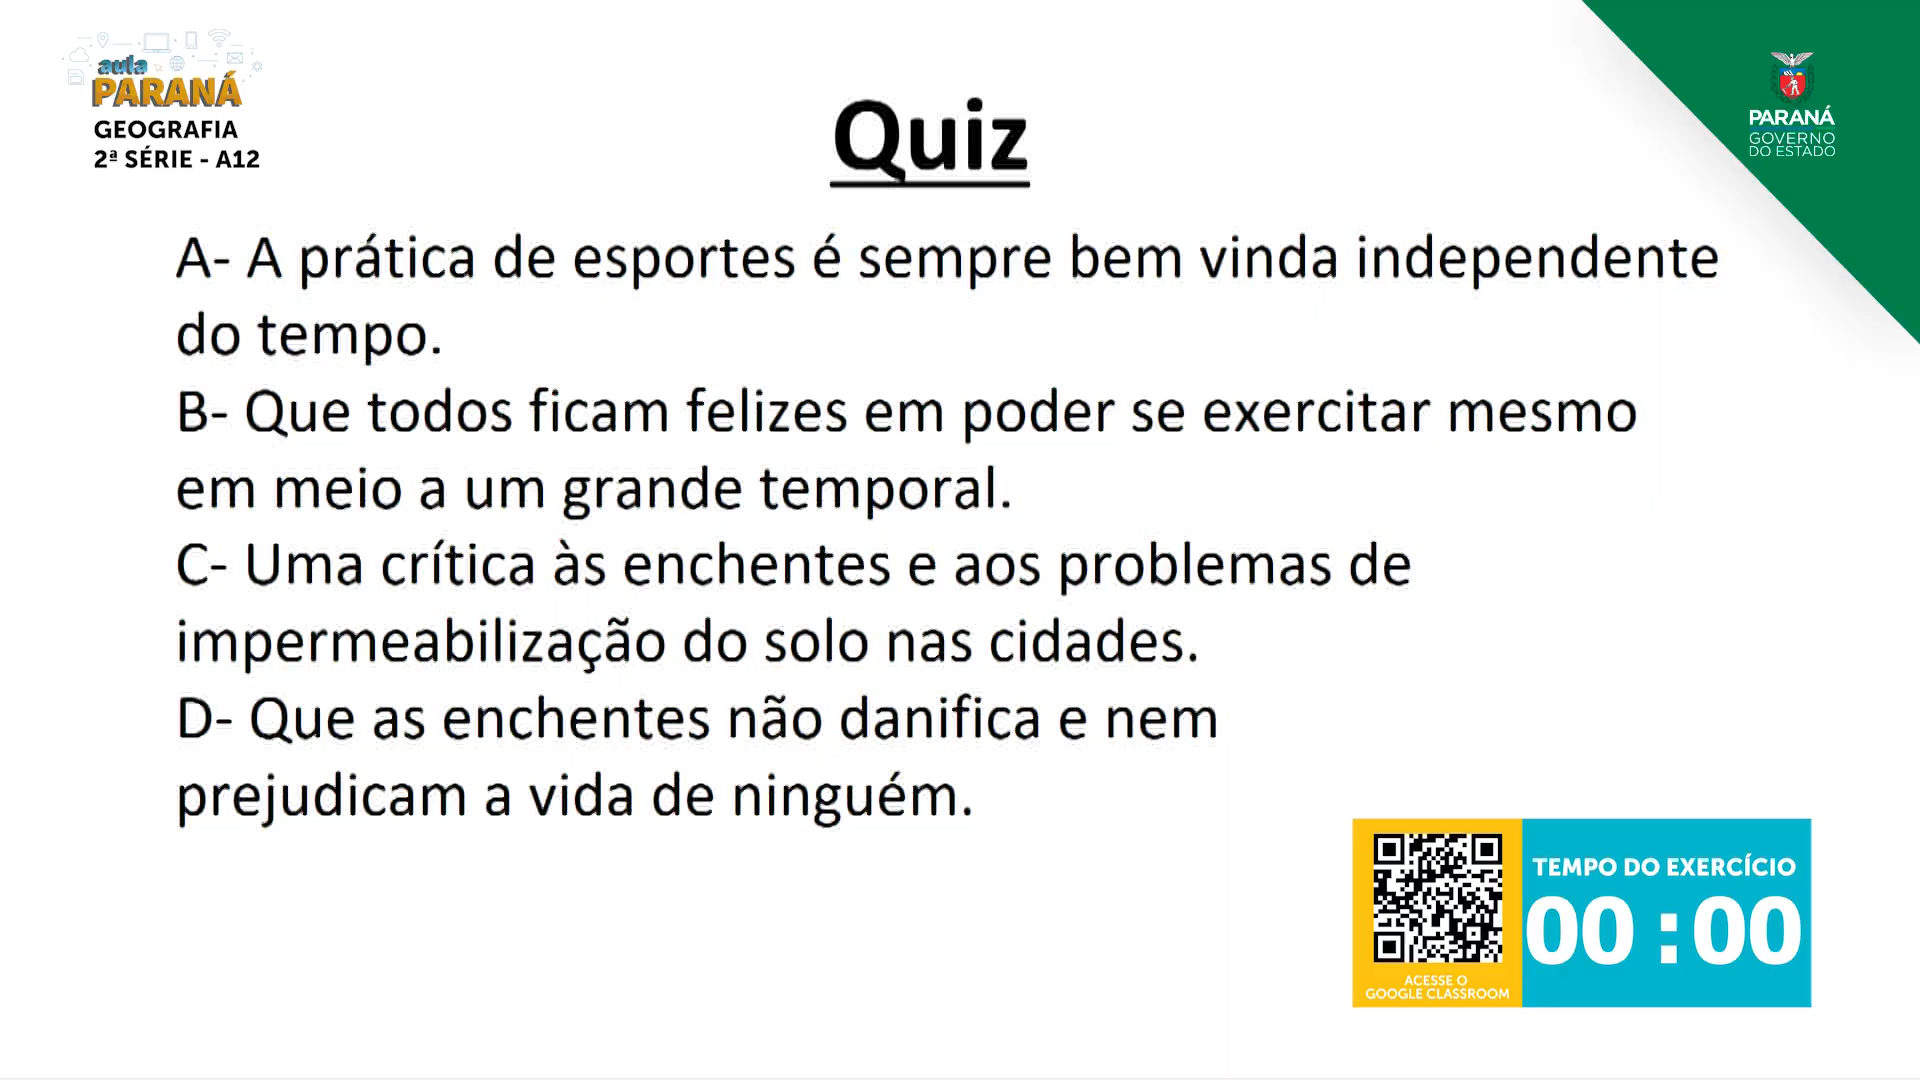 aula
PARANÁ
GEOGRAFIA
2ª SÉRIE - A12
Quiz
PARANÁ
GOVERNO
DO ESTADO
A- A prática de esportes é sempre bem vinda independente
do tempo.
B- Que todos ficam felizes em poder se exercitar mesmo
em meio a um grande temporal.
C- Uma crítica às enchentes e aos problemas de
impermeabilização do solo nas cidades.
D- Que as enchentes não danifica e nem
prejudicam a vida de ninguém.
ACESSE O
GOOGLE CLASSROOM
TEMPO DO EXERCÍCIO
00:00